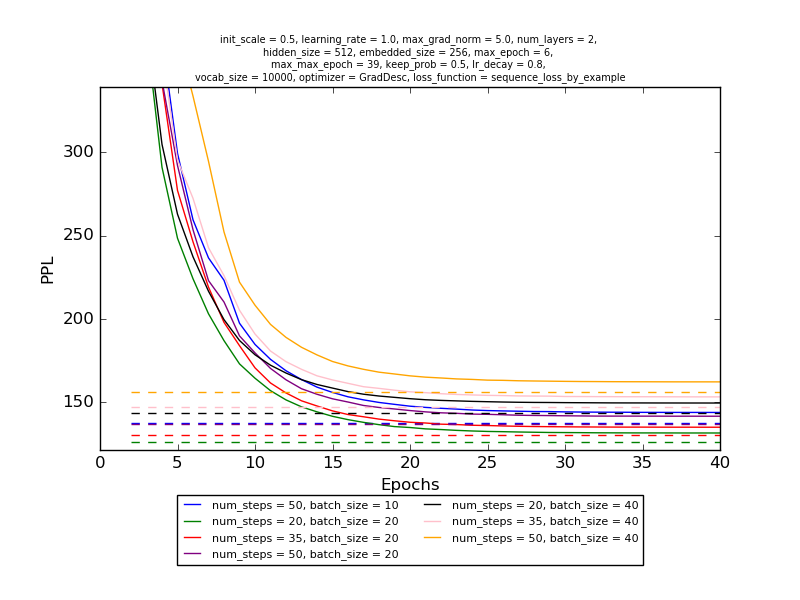 init_scale = 0.5, learning_rate = 1.0, max_grad_norm = 5.0, num_layers = 2,
hidden_size = 512, embedded_size = 256, max_epoch = 6,
max_max_epoch = 39, keep_prob = 0.5, lr_decay = 0.8,
vocab_size = 10000, optimizer = GradDesc, loss_function = sequence_loss_by_example
PPL
300
250
200
150
0 5 10 15 20 25 30 35 40
Epochs
num_steps = 50, batch_size = 10
num_steps = 20, batch_size = 20
num_steps = 35, batch_size = 20
num_steps = 50, batch_size = 20
num_steps = 20, batch_size = 40
num_steps = 35, batch_size = 40
num_steps = 50, batch_size = 40